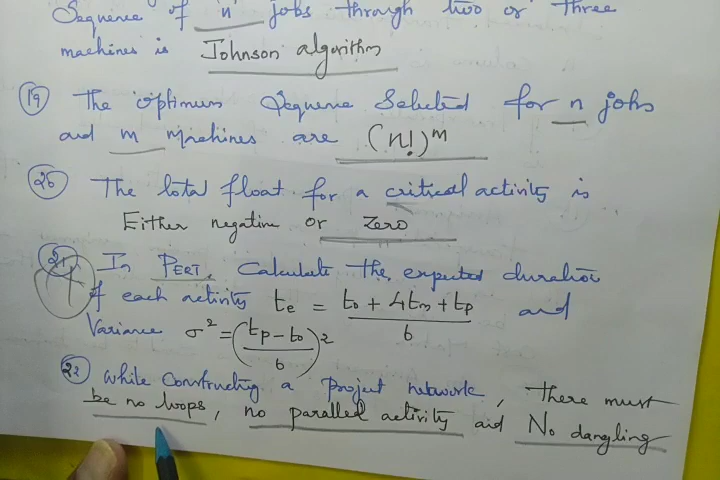 Sequence of n jobs through two or three
machines is Johnson algorithm
19 The optimum sequence selected for n jobs
and m machines are (n!)^m
20 The total float for a critical activity is
Either negative or zero
21 In PERT, Calculate the expected duration
of each activity te = to + 4tm + tp / 6 and
Variance σ² = (tp - to / 6)²
22 While Constructing a project network, there must
be no loops, no parallel activity and No dangling